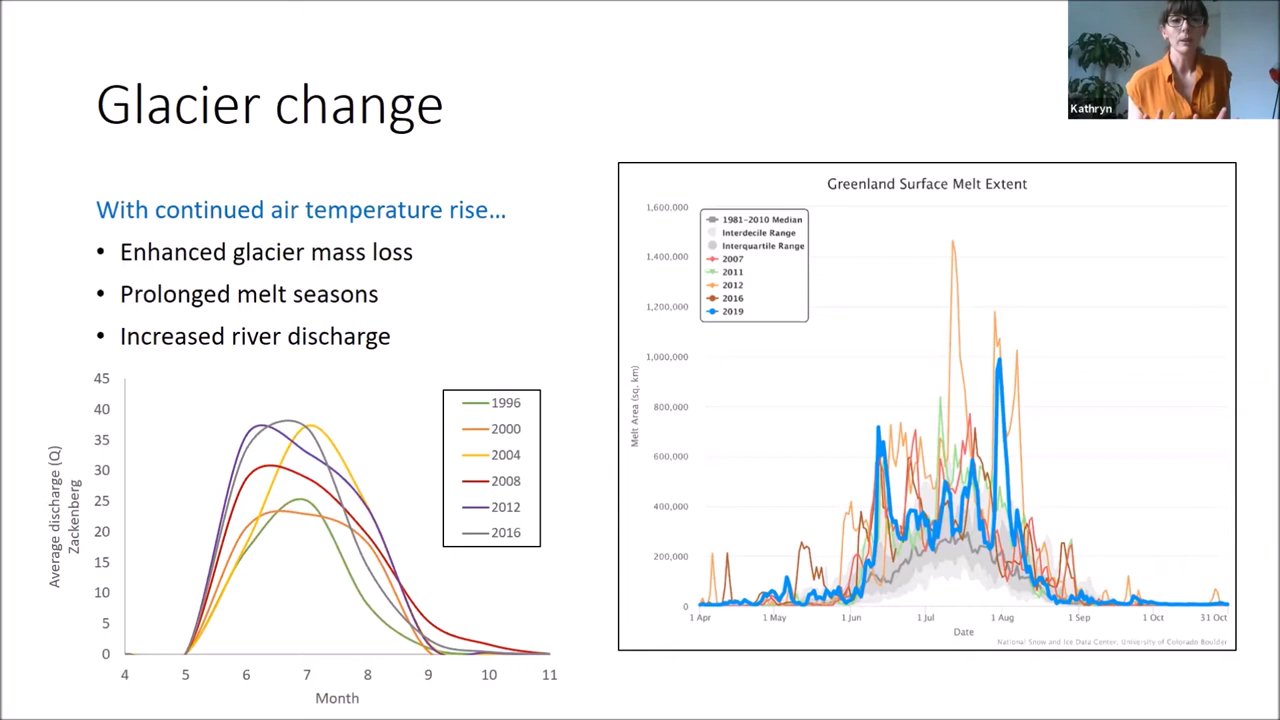 Kathryn
Glacier change
With continued air temperature rise…
• Enhanced glacier mass loss
• Prolonged melt seasons
• Increased river discharge
45
40
35
30
25
20
15
10
5
0
Average discharge (Q)
Zackenberg
4 5 6 7 8 9 10 11
Month
1996
2000
2004
2008
2012
2016
Greenland Surface Melt Extent
1,600,000
1,400,000
1,200,000
1,000,000
800,000
600,000
400,000
200,000
0
Melt Area (sq. km)
1981-2010 Median
Interdecile Range
Interquartile Range
2007
2011
2012
2016
2019
1 Apr 1 May 1 Jun 1 Jul 1 Aug 1 Sep 1 Oct 31 Oct
Date
National Snow and Ice Data Center, University of Colorado Boulder